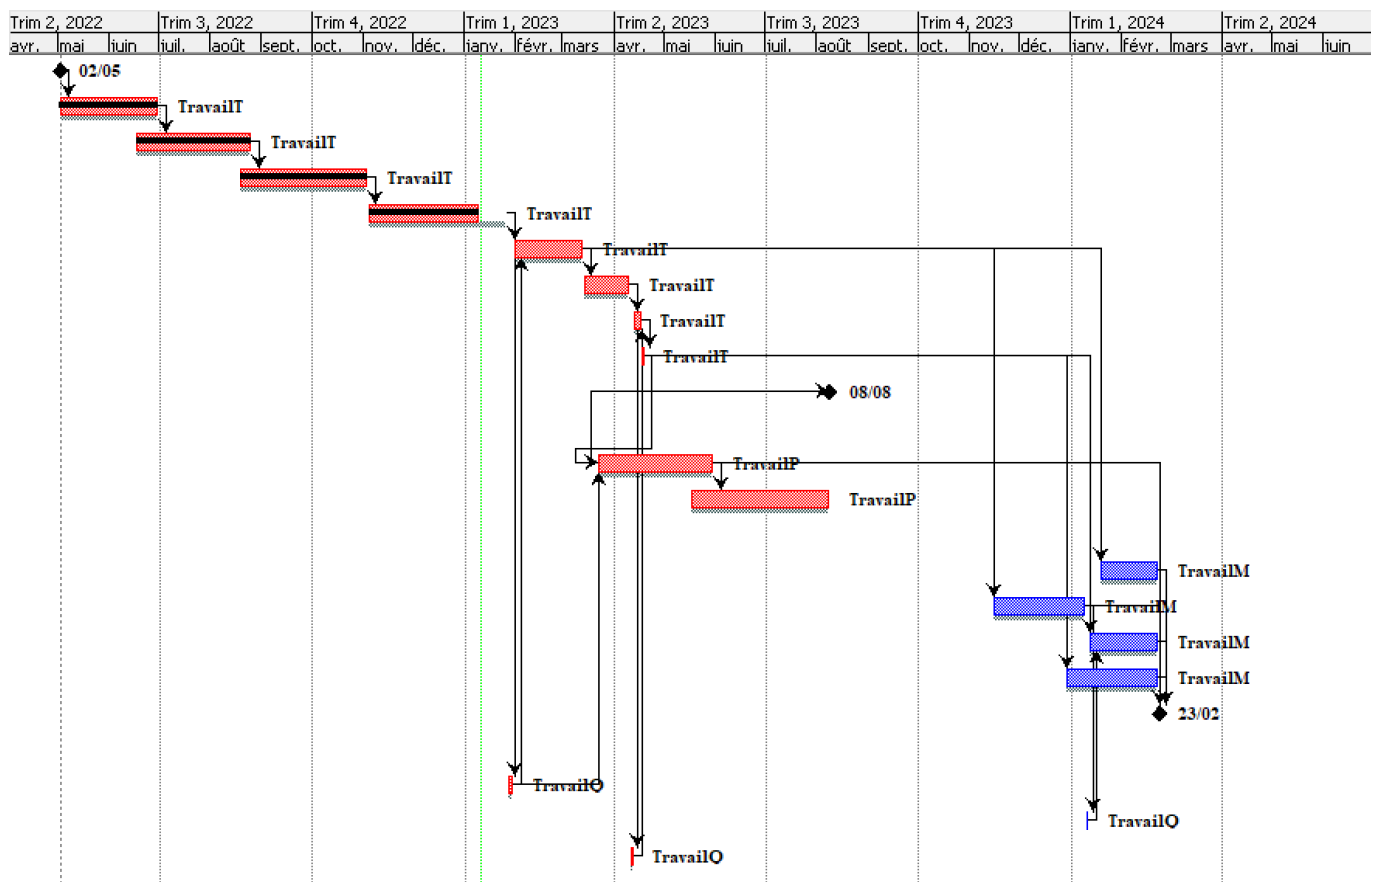 Trim 2, 2022 Trim 3, 2022 Trim 4, 2022 Trim 1, 2023 Trim 2, 2023 Trim 3, 2023 Trim 4, 2023 Trim 1, 2024 Trim 2, 2024
avr. mai juin juil. août sept. oct. nov. déc. janv. févr. mars avr. mai juin juil. août sept. oct. nov. déc. janv. févr. mars avr. mai juin
02/05
TravailT
TravailT
TravailT
TravailT
TravailT
TravailT
TravailT
TravailT
08/08
TravailP
TravailP
TravailM
TravailM
TravailM
TravailM
23/02
TravailQ
TravailQ
TravailQ